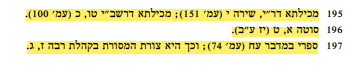 195 מכילתא דר״י, שירה י (עמ׳ 151); מכילתא דרשב״י טו, כ (עמ׳ 100).
196 סוטה א, ט (יז ע״ב).
197 ספרי במדבר עח (עמ׳ 74); וכך היא צורת המסורת בקהלת רבה ז, ג.